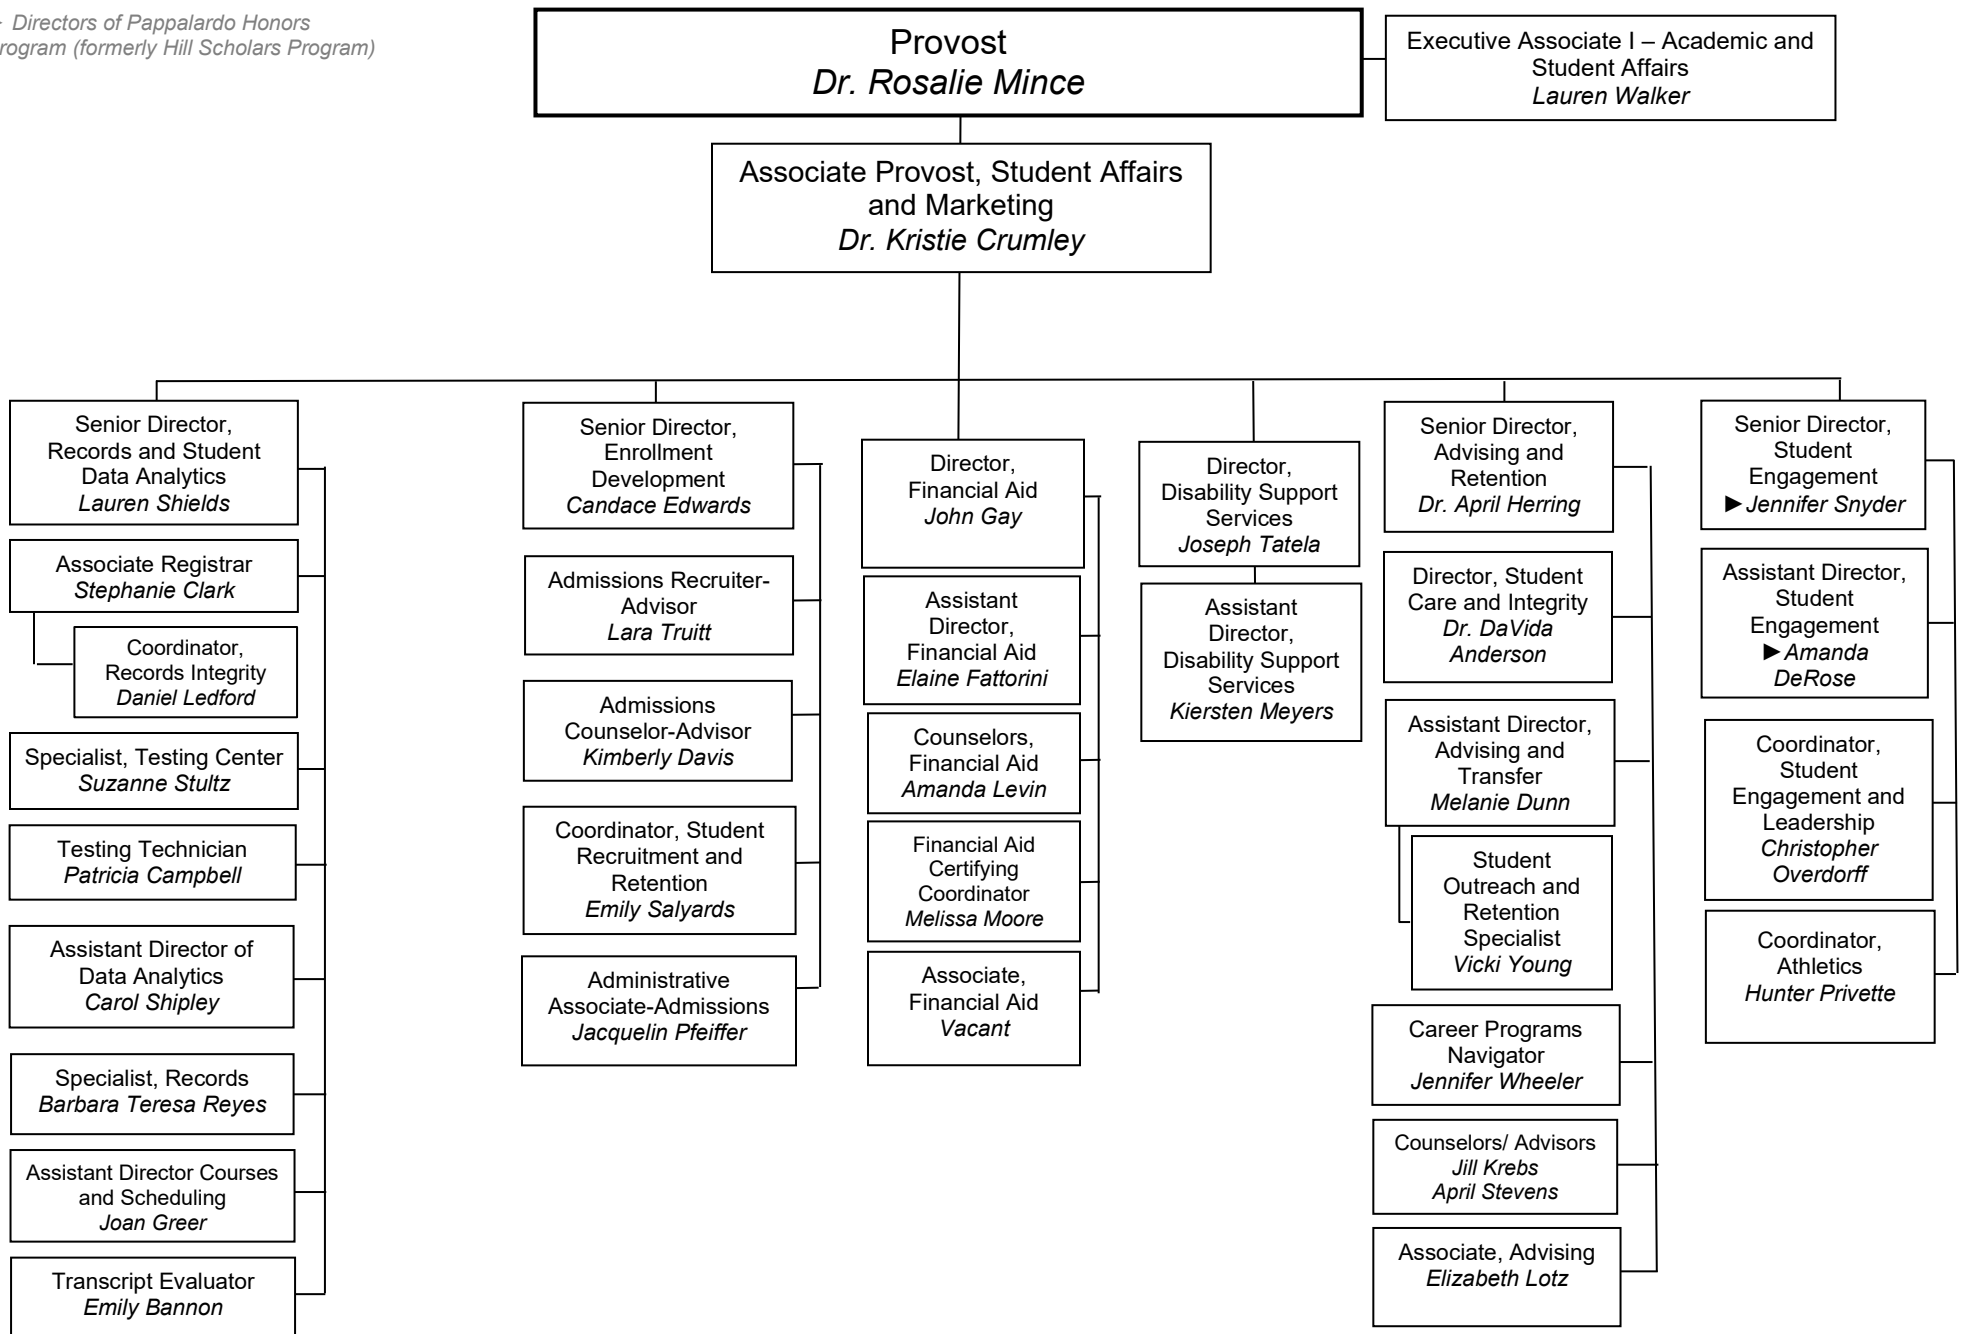 Directors of Pappalardo Honors
rogram (formerly Hill Scholars Program)
Provost
Dr. Rosalie Mince
Executive Associate I – Academic and
Student Affairs
Lauren Walker
Associate Provost, Student Affairs
and Marketing
Dr. Kristie Crumley
Senior Director,
Records and Student
Data Analytics
Lauren Shields
Associate Registrar
Stephanie Clark
Coordinator,
Records Integrity
Daniel Ledford
Specialist, Testing Center
Suzanne Stultz
Testing Technician
Patricia Campbell
Assistant Director of
Data Analytics
Carol Shipley
Specialist, Records
Barbara Teresa Reyes
Assistant Director Courses
and Scheduling
Joan Greer
Transcript Evaluator
Emily Bannon
Senior Director,
Enrollment
Development
Candace Edwards
Admissions Recruiter-
Advisor
Lara Truitt
Admissions
Counselor-Advisor
Kimberly Davis
Coordinator, Student
Recruitment and
Retention
Emily Salyards
Administrative
Associate-Admissions
Jacquelin Pfeiffer
Director,
Financial Aid
John Gay
Assistant
Director,
Financial Aid
Elaine Fattorini
Counselors,
Financial Aid
Amanda Levin
Financial Aid
Certifying
Coordinator
Melissa Moore
Associate,
Financial Aid
Vacant
Director,
Disability Support
Services
Joseph Tatela
Assistant
Director,
Disability Support
Services
Kiersten Meyers
Senior Director,
Advising and
Retention
Dr. April Herring
Director, Student
Care and Integrity
Dr. DaVida
Anderson
Assistant Director,
Advising and
Transfer
Melanie Dunn
Student
Outreach and
Retention
Specialist
Vicki Young
Career Programs
Navigator
Jennifer Wheeler
Counselors/ Advisors
Jill Krebs
April Stevens
Associate, Advising
Elizabeth Lotz
Senior Director,
Student
Engagement
►Jennifer Snyder
Assistant Director,
Student
Engagement
►Amanda
DeRose
Coordinator,
Student
Engagement and
Leadership
Christopher
Overdorff
Coordinator,
Athletics
Hunter Privette